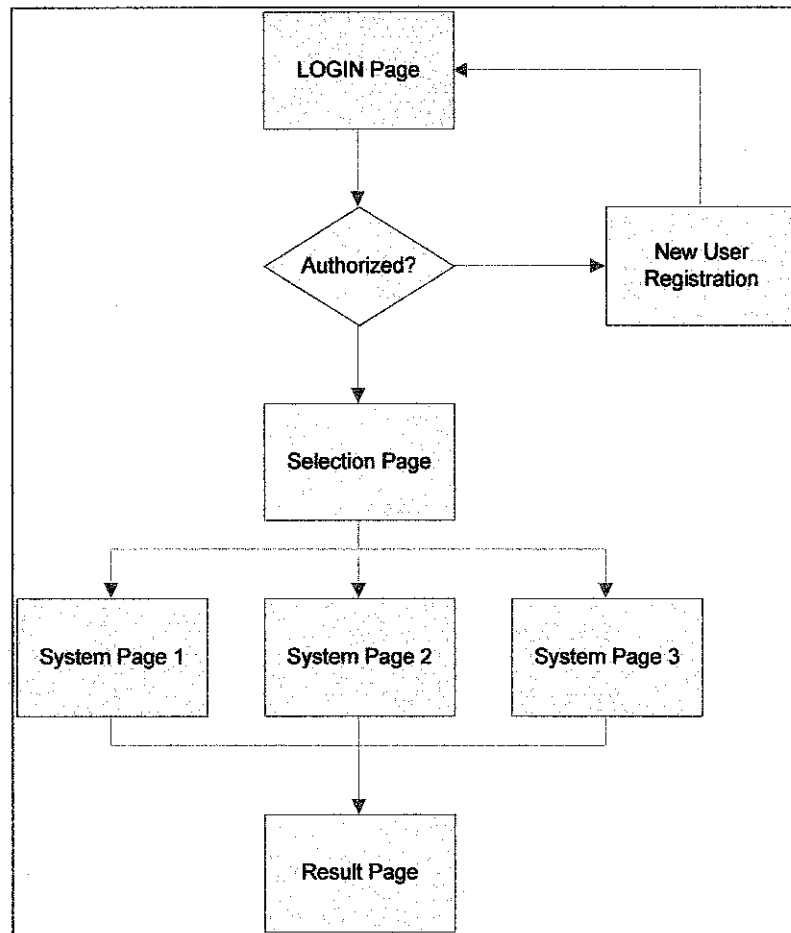 LOGIN Page
Authorized?
New User
Registration
Selection Page
System Page 1
System Page 2
System Page 3
Result Page